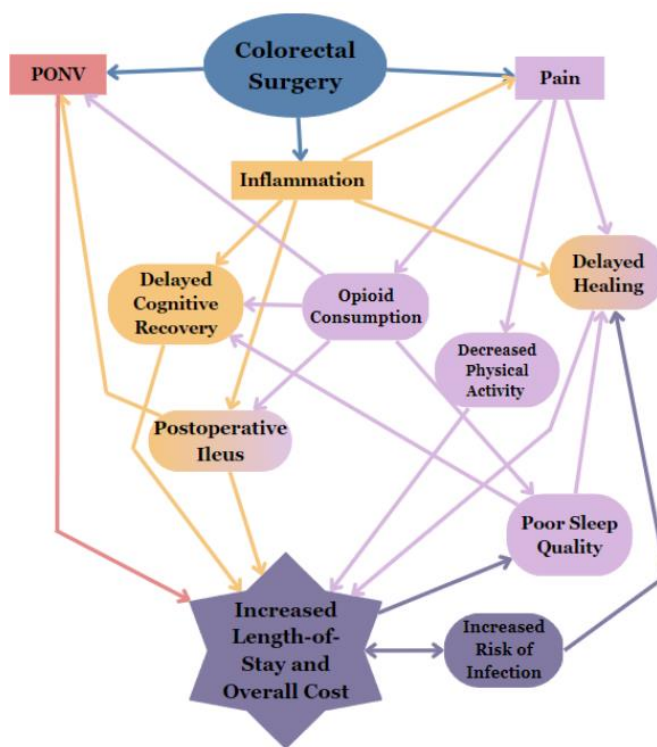 Colorectal
Surgery
PONV
Pain
Inflammation
Delayed
Cognitive
Recovery
Opioid
Consumption
Delayed
Healing
Decreased
Physical
Activity
Postoperative
Ileus
Poor Sleep
Quality
Increased
Length-of-
Stay and
Overall Cost
Increased
Risk of
Infection